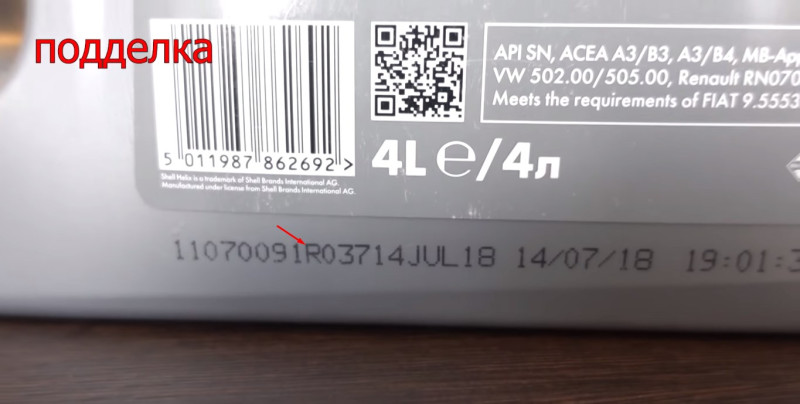 подделка
API SN, ACEA A3/B3, A3/B4, MB-App
VW 502.00/505.00, Renault RN070
Meets the requirements of FIAT 9.5553
5 011987 862692 >
4L e/4л
Shell Helix is a trademark of Shell Brands International AG.
Manufactured under license from Shell Brands International AG.
11070091R03714JUL18 14/07/18 19:01:3